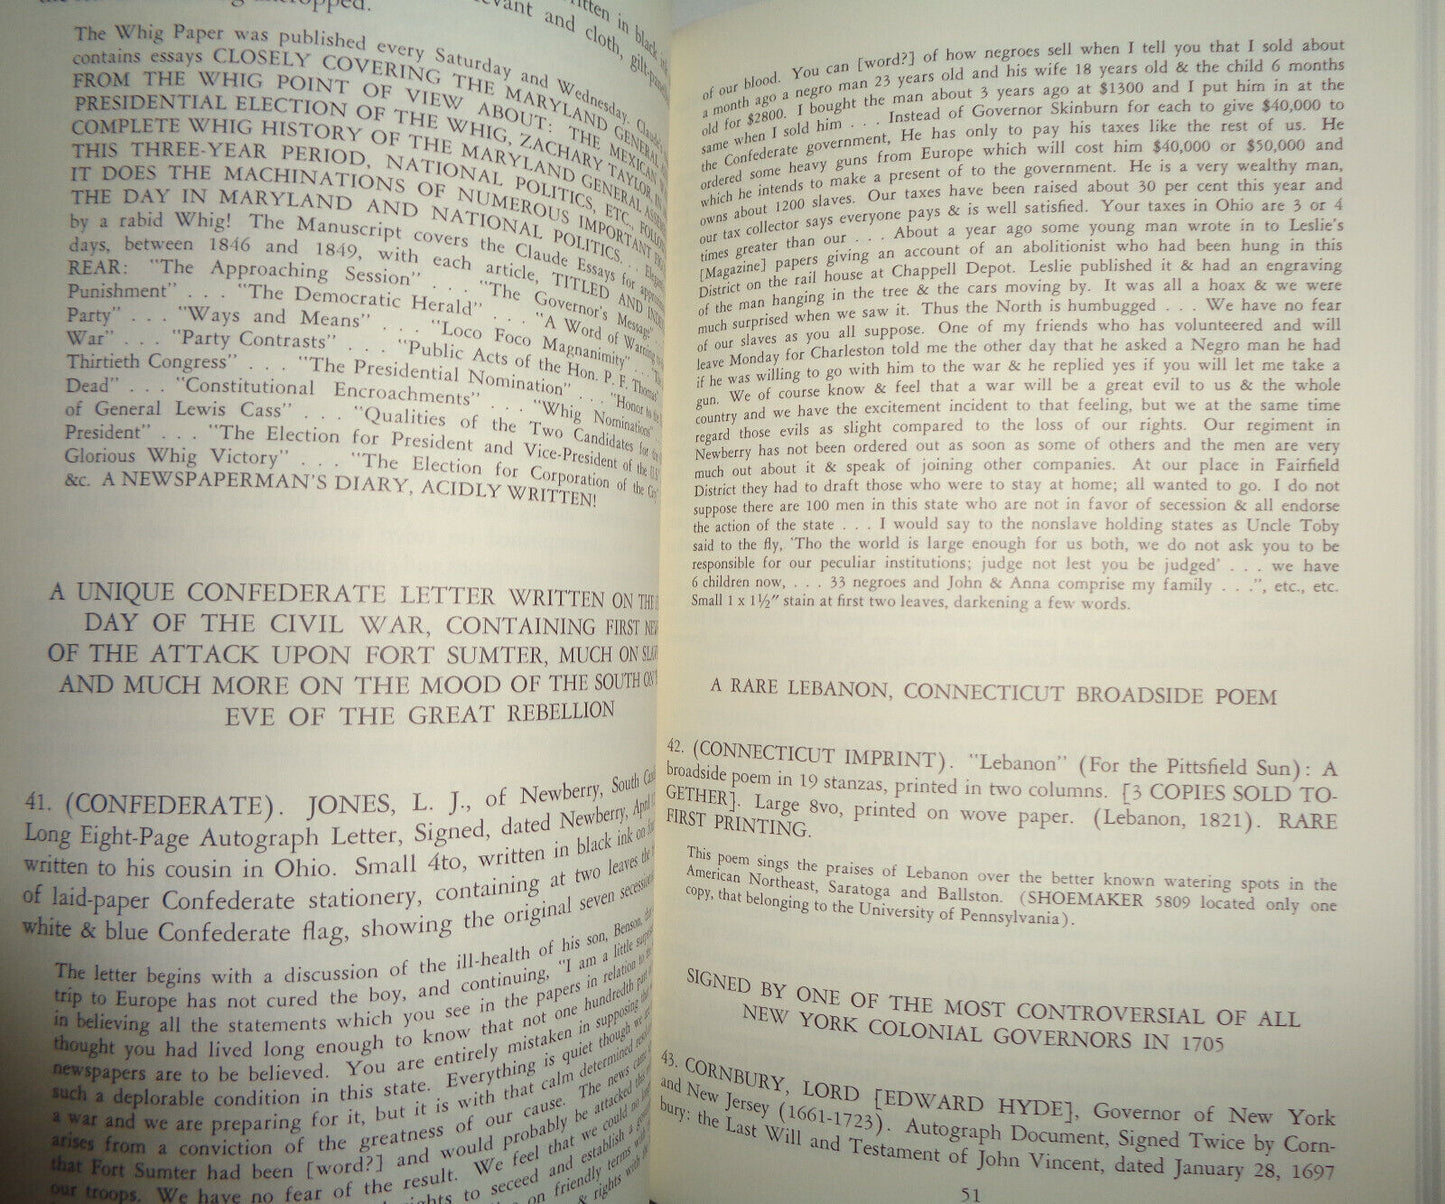 uncropped.
written in black ink
and cloth, gilt-
The Whig Paper was published every Saturday and Wednesday.
contains essays CLOSELY COVERING THE MARYLAND GENERAL
FROM THE WHIG POINT OF VIEW ABOUT: THE MEXICAN
PRESIDENTIAL ELECTION OF THE WHIG, ZACHARY TAYLOR,
COMPLETE WHIG HISTORY OF THE MARYLAND GENERAL
THIS THREE-YEAR PERIOD, NATIONAL POLITICS, ETC.,
IT DOES THE MACHINATIONS OF NUMEROUS IMPORTANT
THE DAY IN MARYLAND AND NATIONAL POLITICS. . .
by a rabid Whig! The Manuscript covers the Claude Essays for
days, between 1846 and 1849, with each article, TITLED AND
REAR: "The Approaching Session" . . . "The Governor's Message"
Punishment" . . . "The Democratic Herald" . . . "A Word of Warning
Party" . . . "Ways and Means" . . . "Loco Foco Magnanimity" . . .
War" . . . "Party Contrasts" . . . "Public Acts of the Hon. P. F. Thomas"
Thirtieth Congress" . . . "The Presidential Nomination" . . . "Honor to the
Dead" . . . "Constitutional Encroachments" . . . "Whig Nominations"
of General Lewis Cass" . . . "Qualities of the Two Candidates for the
President" . . . "The Election for President and Vice-President of the U.S."
Glorious Whig Victory" . . . "The Election for Corporation of the City"
&c. A NEWSPAPERMAN'S DIARY, ACIDLY WRITTEN!
A UNIQUE CONFEDERATE LETTER WRITTEN ON THE
DAY OF THE CIVIL WAR, CONTAINING FIRST
OF THE ATTACK UPON FORT SUMTER, MUCH ON
AND MUCH MORE ON THE MOOD OF THE SOUTH ON
EVE OF THE GREAT REBELLION
41. (CONFEDERATE). JONES, L. J., of Newberry, South
Long Eight-Page Autograph Letter, Signed, dated Newberry, April
written to his cousin in Ohio. Small 4to, written in black ink on
of laid-paper Confederate stationery, containing at two leaves the
white & blue Confederate flag, showing the original seven
The letter begins with a discussion of the ill-health of his son, Benson,
trip to Europe has not cured the boy, and continuing, "I am a little
in believing all the statements which you see in the papers in relation to
thought you had lived long enough to know that not one hundredth part
newspapers are to be believed. You are entirely mistaken in supposing
such a deplorable condition in this state. Everything is quiet though we
a war and we are preparing for it, but it is with that calm determined
arises from a conviction of the greatness of our cause. The news
that Fort Sumter had been [word?] and would probably be attacked
our troops. We have no fear of the result. We feel that we could no
to secede and establish a
on friendly terms
& rights with
of our blood. You can [word?] of how negroes sell when I tell you that I sold about
a month ago a negro man 23 years old and his wife 18 years old & the child 6 months
old for $2800. I bought the man about 3 years ago at $1300 and I put him in at the
same when I sold him . . . Instead of Governor Skinburn for each to give $40,000 to
the Confederate government, He has only to pay his taxes like the rest of us. He
ordered some heavy guns from Europe which will cost him $40,000 or $50,000 and
which he intends to make a present of to the government. He is a very wealthy man,
owns about 1200 slaves. Our taxes have been raised about 30 per cent this year and
our tax collector says everyone pays & is well satisfied. Your taxes in Ohio are 3 or 4
times greater than our . . . About a year ago some young man wrote in to Leslie's
[Magazine] papers giving an account of an abolitionist who had been hung in this
District on the rail house at Chappell Depot. Leslie published it & had an engraving
of the man hanging in the tree & the cars moving by. It was all a hoax & we were
much surprised when we saw it. Thus the North is humbugged . . . We have no fear
of our slaves as you all suppose. One of my friends who has volunteered and will
leave Monday for Charleston told me the other day that he asked a Negro man he had
if he was willing to go with him to the war & he replied yes if you will let me take a
gun. We of course know & feel that a war will be a great evil to us & the whole
country and we have the excitement incident to that feeling, but we at the same time
regard those evils as slight compared to the loss of our rights. Our regiment in
Newberry has not been ordered out as soon as some of others and the men are very
much out about it & speak of joining other companies. At our place in Fairfield
District they had to draft those who were to stay at home; all wanted to go. I do not
suppose there are 100 men in this state who are not in favor of secession & all endorse
the action of the state . . . I would say to the nonslave holding states as Uncle Toby
said to the fly, 'Tho the world is large enough for us both, we do not ask you to be
responsible for our peculiar institutions; judge not lest you be judged' . . . we have
6 children now, . . . 33 negroes and John & Anna comprise my family . . .", etc., etc.
Small 1 x 1½" stain at first two leaves, darkening a few words.
A RARE LEBANON, CONNECTICUT BROADSIDE POEM
42. (CONNECTICUT IMPRINT). "Lebanon" (For the Pittsfield Sun): A
broadside poem in 19 stanzas, printed in two columns. [3 COPIES SOLD TO-
GETHER]. Large 8vo, printed on wove paper. (Lebanon, 1821). RARE
FIRST PRINTING.
This poem sings the praises of Lebanon over the better known watering spots in the
American Northeast, Saratoga and Ballston. (SHOEMAKER 5809 located only one
copy, that belonging to the University of Pennsylvania).
SIGNED BY ONE OF THE MOST CONTROVERSIAL OF ALL
NEW YORK COLONIAL GOVERNORS IN 1705
43. CORNBURY, LORD [EDWARD HYDE], Governor of New York
and New Jersey (1661-1723). Autograph Document, Signed Twice by Corn-
bury: the Last Will and Testament of John Vincent, dated January 28, 1697
51